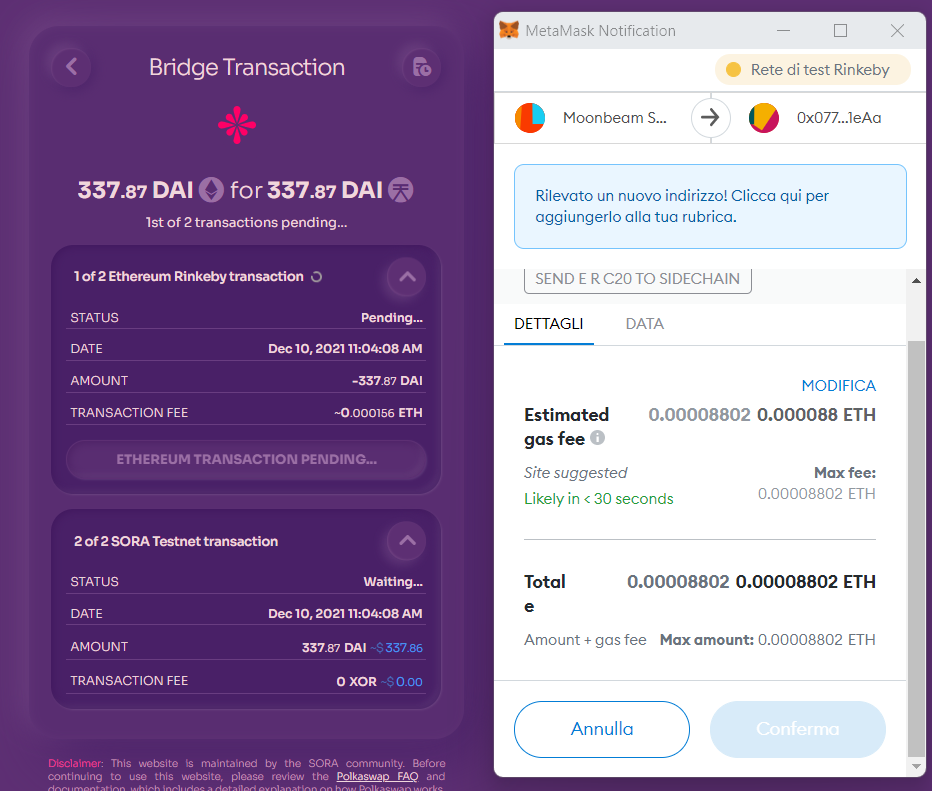 Bridge Transaction
337.87 DAI for 337.87 DAI
1st of 2 transactions pending...
1 of 2 Ethereum Rinkeby transaction
STATUS Pending...
DATE Dec 10, 2021 11:04:08 AM
AMOUNT -337.87 DAI
TRANSACTION FEE ~0.000156 ETH
ETHEREUM TRANSACTION PENDING...
2 of 2 SORA Testnet transaction
STATUS Waiting...
DATE Dec 10, 2021 11:04:08 AM
AMOUNT 337.87 DAI ~$ 337.86
TRANSACTION FEE 0 XOR ~$ 0.00
Disclaimer: This website is maintained by the SORA community. Before
continuing to use this website, please review the Polkaswap FAQ and
documentation, which includes a detailed explanation on how Polkaswap works,
MetaMask Notification
Rete di test Rinkeby
Moonbeam S...
0x077...1eAa
Rilevato un nuovo indirizzo! Clicca qui per
aggiungerlo alla tua rubrica.
SEND E R C20 TO SIDECHAIN
DETTAGLI DATA
MODIFICA
Estimated 0.00008802 0.000088 ETH
gas fee
Site suggested Max fee:
Likely in < 30 seconds 0.00008802 ETH
Total 0.00008802 0.00008802 ETH
e
Amount + gas fee Max amount: 0.00008802 ETH
Annulla Conferma